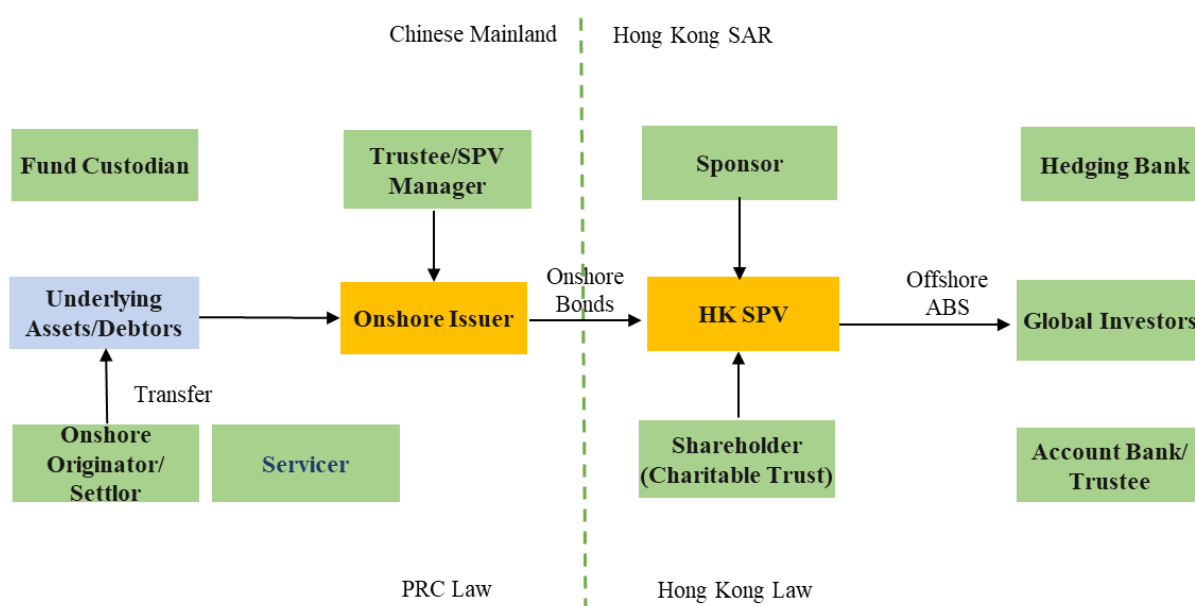 Chinese Mainland
Hong Kong SAR
Fund Custodian
Trustee/SPV
Manager
Sponsor
Hedging Bank
Underlying
Assets/Debtors
Onshore Issuer
Onshore
Bonds
HK SPV
Offshore
ABS
Global Investors
Transfer
Onshore
Originator/
Settlor
Servicer
Shareholder
(Charitable Trust)
Account Bank/
Trustee
PRC Law
Hong Kong Law